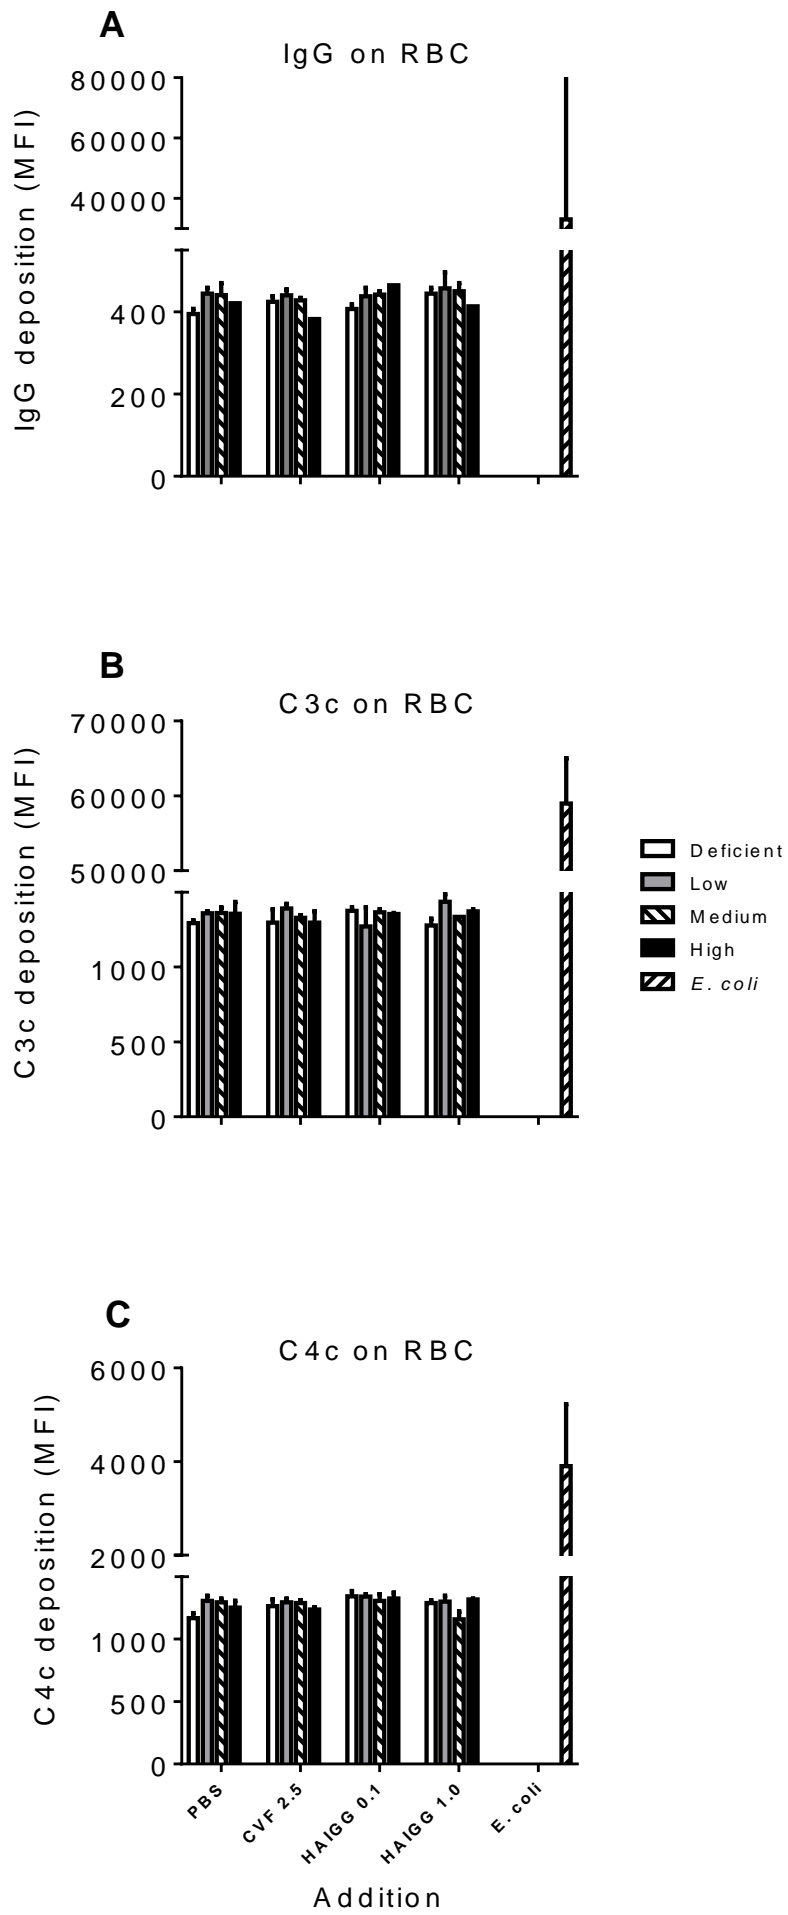 A
IgG on RBC
IgG deposition (MFI)
80000
60000
40000
400
200
0
B
C3c on RBC
C3c deposition (MFI)
70000
60000
50000
1000
500
0
Deficient
Low
Medium
High
E. coli
C
C4c on RBC
C4c deposition (MFI)
6000
4000
2000
1000
500
0
PBS
CVF 2.5
HAIGG 0.1
HAIGG 1.0
E. coli
Addition